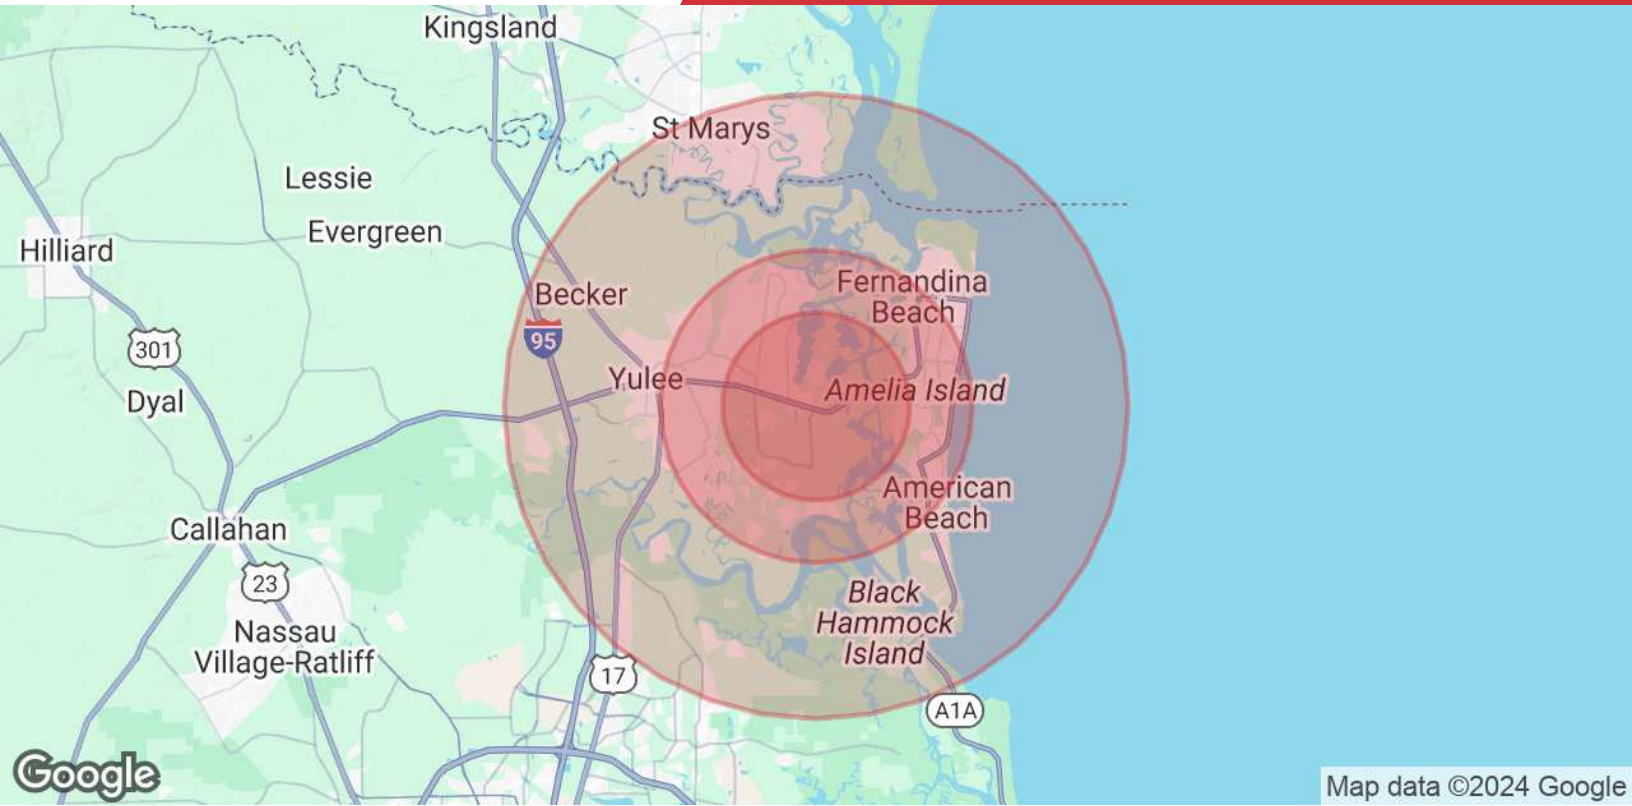 Kingsland
St Marys
Lessie
Evergreen
Hilliard
Fernandina
Beach
Becker
95
301
Yulee
Amelia Island
Dyal
American
Beach
Callahan
23
Black
Hammock
Island
Nassau
Village-Ratliff
17
A1A
Google
Map data ©2024 Google